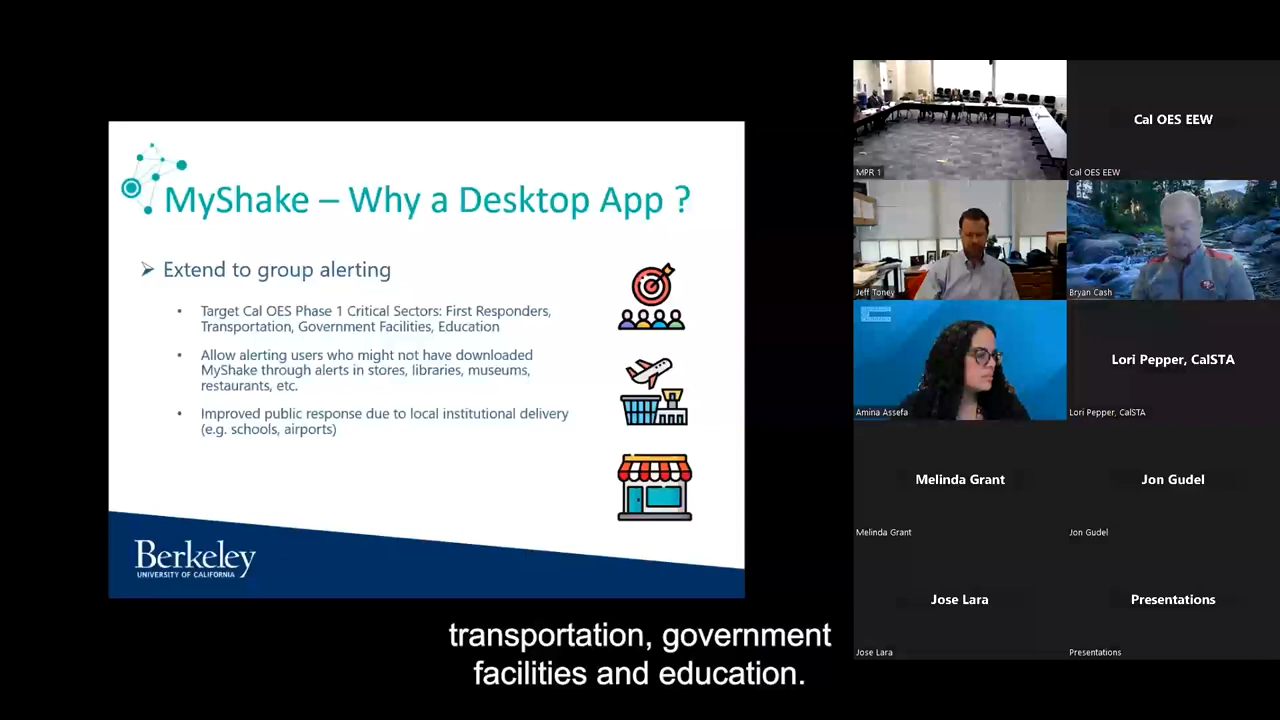 MyShake – Why a Desktop App ?
➢ Extend to group alerting
• Target Cal OES Phase 1 Critical Sectors: First Responders,
Transportation, Government Facilities, Education
• Allow alerting users who might not have downloaded
MyShake through alerts in stores, libraries, museums,
restaurants, etc.
• Improved public response due to local institutional delivery
(e.g. schools, airports)
Berkeley
UNIVERSITY OF CALIFORNIA
transportation, government
facilities and education.
MPR 1
Cal OES EEW
Cal OES EEW
Jeff Toney
Bryan Cash
Amina Assefa
Lori Pepper, CalSTA
Lori Pepper, CalSTA
Melinda Grant
Melinda Grant
Jon Gudel
Jon Gudel
Jose Lara
Jose Lara
Presentations
Presentations